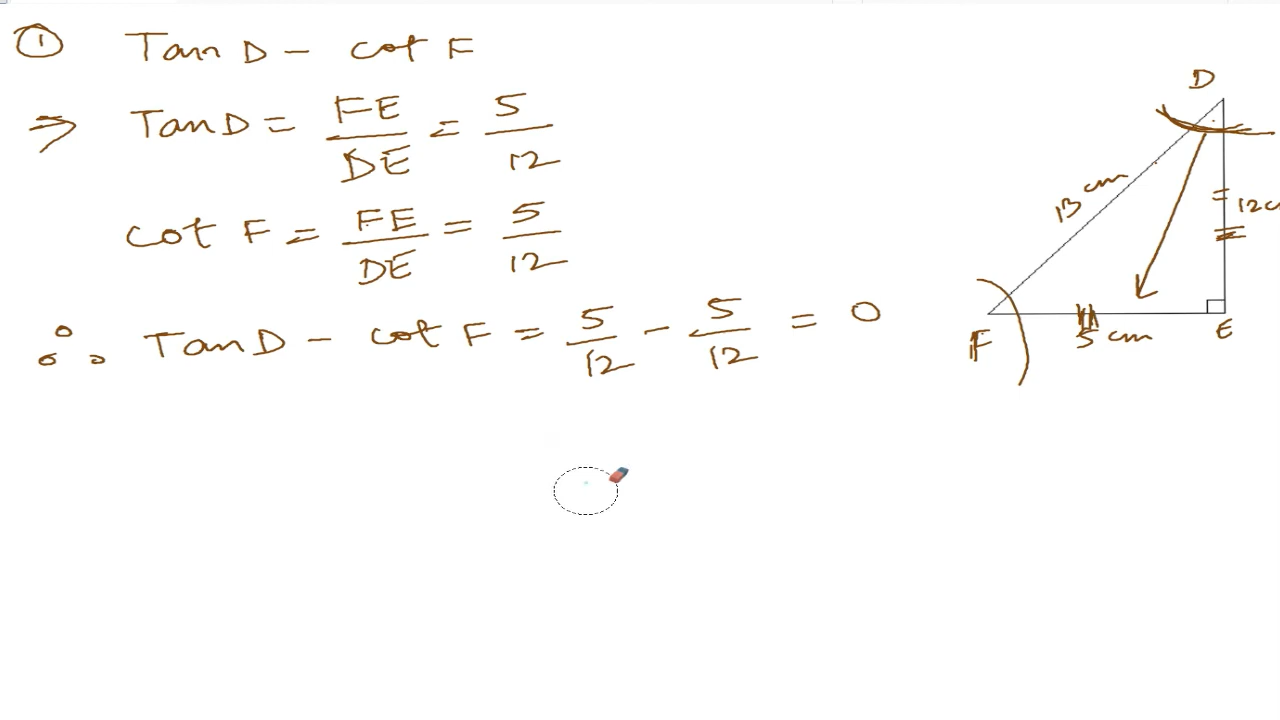 ① Tan D - cot F
⇒ Tan D = FE/DE = 5/12
cot F = FE/DE = 5/12
∴ Tan D - cot F = 5/12 - 5/12 = 0
D
13 cm
12c
F
5 cm
E